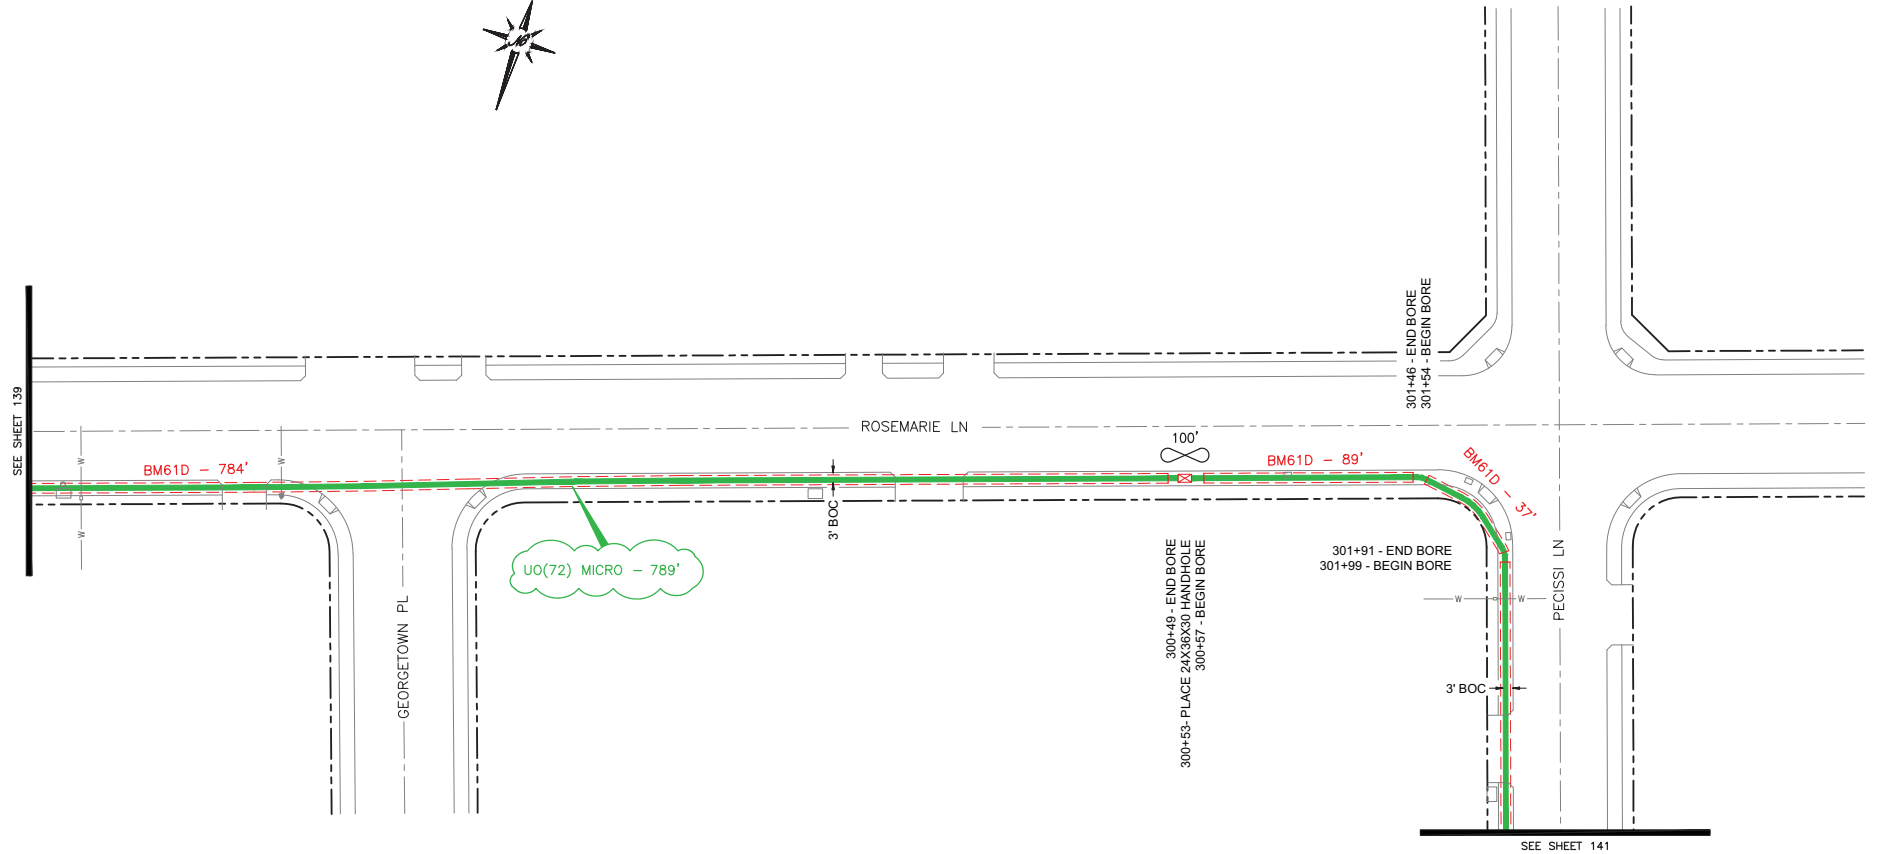 N
301+46 - END BORE
301+54 - BEGIN BORE
SEE SHEET 139
ROSEMARIE LN
100'
W
W
W
BM61D - 784'
BM61D - 89'
BM61D - 37'
3' BOC
UO(72) MICRO - 789'
GEORGETOWN PL
300+49 - END BORE
300+53- PLACE 24X36X30 HANDHOLE
300+57 - BEGIN BORE
301+91 - END BORE
301+99 - BEGIN BORE
PECISSI LN
W
W
3' BOC
SEE SHEET 141